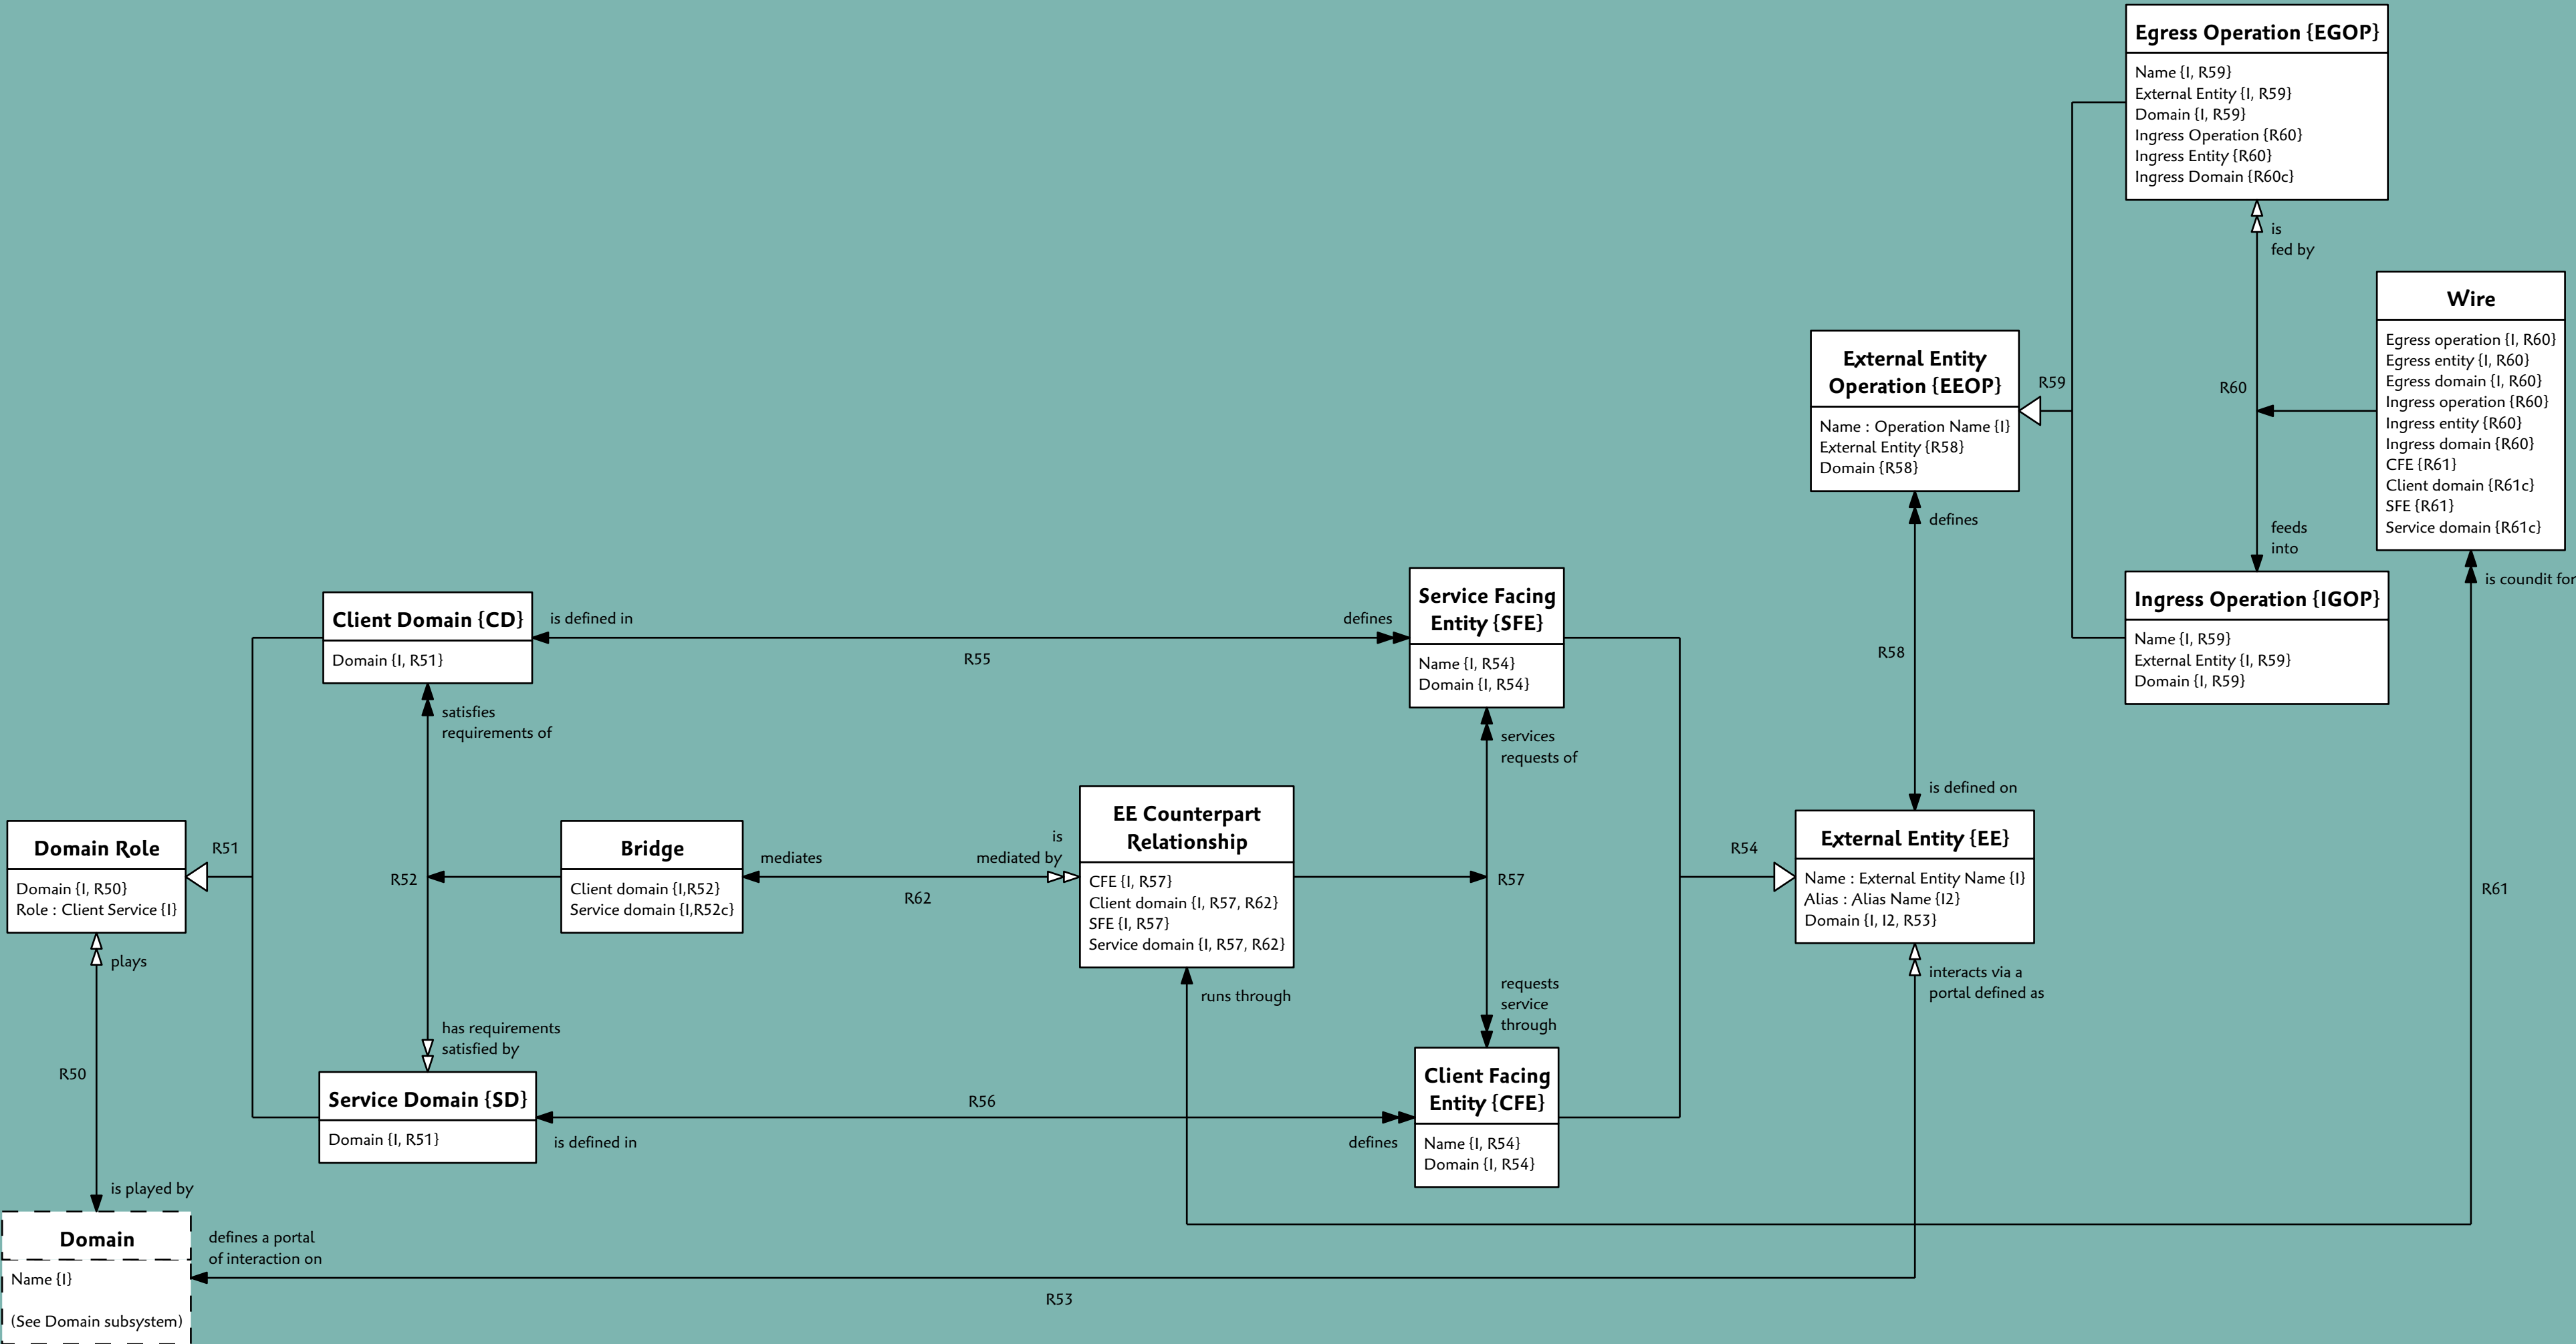 Egress Operation {EGOP}
Name {I, R59}
External Entity {I, R59}
Domain {I, R59}
Ingress Operation {R60}
Ingress Entity {R60}
Ingress Domain {R60c}
is
fed by
Wire
Egress operation {I, R60}
Egress entity {I, R60}
Egress domain {I, R60}
Ingress operation {R60}
Ingress entity {R60}
Ingress domain {R60}
CFE {R61}
Client domain {R61c}
SFE {R61}
Service domain {R61c}
External Entity
Operation {EEOP}
Name : Operation Name {I}
External Entity {R58}
Domain {R58}
R59
R60
feeds
into
defines
is coundit for
Ingress Operation {IGOP}
Name {I, R59}
External Entity {I, R59}
Domain {I, R59}
Client Domain {CD}
Domain {I, R51}
is defined in
defines
R55
Service Facing
Entity {SFE}
Name {I, R54}
Domain {I, R54}
R58
satisfies
requirements of
services
requests of
is defined on
Domain Role
Domain {I, R50}
Role : Client Service {I}
R51
R52
Bridge
Client domain {I,R52}
Service domain {I,R52c}
mediates
is
mediated by
R62
EE Counterpart
Relationship
CFE {I, R57}
Client domain {I, R57, R62}
SFE {I, R57}
Service domain {I, R57, R62}
R57
R54
External Entity {EE}
Name : External Entity Name {I}
Alias : Alias Name {I2}
Domain {I, I2, R53}
R61
plays
runs through
requests
service
through
interacts via a
portal defined as
has requirements
satisfied by
R50
Service Domain {SD}
Domain {I, R51}
R56
is defined in
defines
Client Facing
Entity {CFE}
Name {I, R54}
Domain {I, R54}
is played by
Domain
Name {I}
(See Domain subsystem)
defines a portal
of interaction on
R53